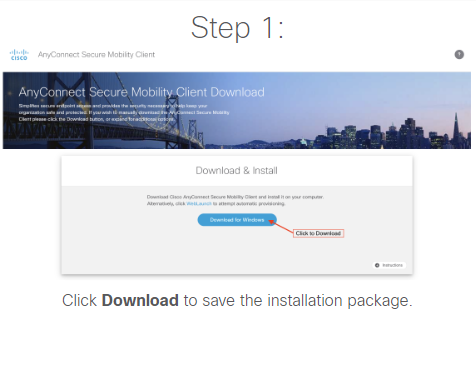 Step 1:
CISCO
AnyConnect Secure Mobility Client
?
AnyConnect Secure Mobility Client Download
Simplifies secure endpoint access and provides the security necessary to help keep your
organization safe and protected. If you wish to manually download the AnyConnect Secure Mobility
Client please click the Download button, or expand for additional options.
Download & Install
Download Cisco AnyConnect Secure Mobility Client and install it on your computer.
Alternatively, click WebLaunch to attempt automatic provisioning.
Download for Windows
Click to Download
Instructions
Click Download to save the installation package.